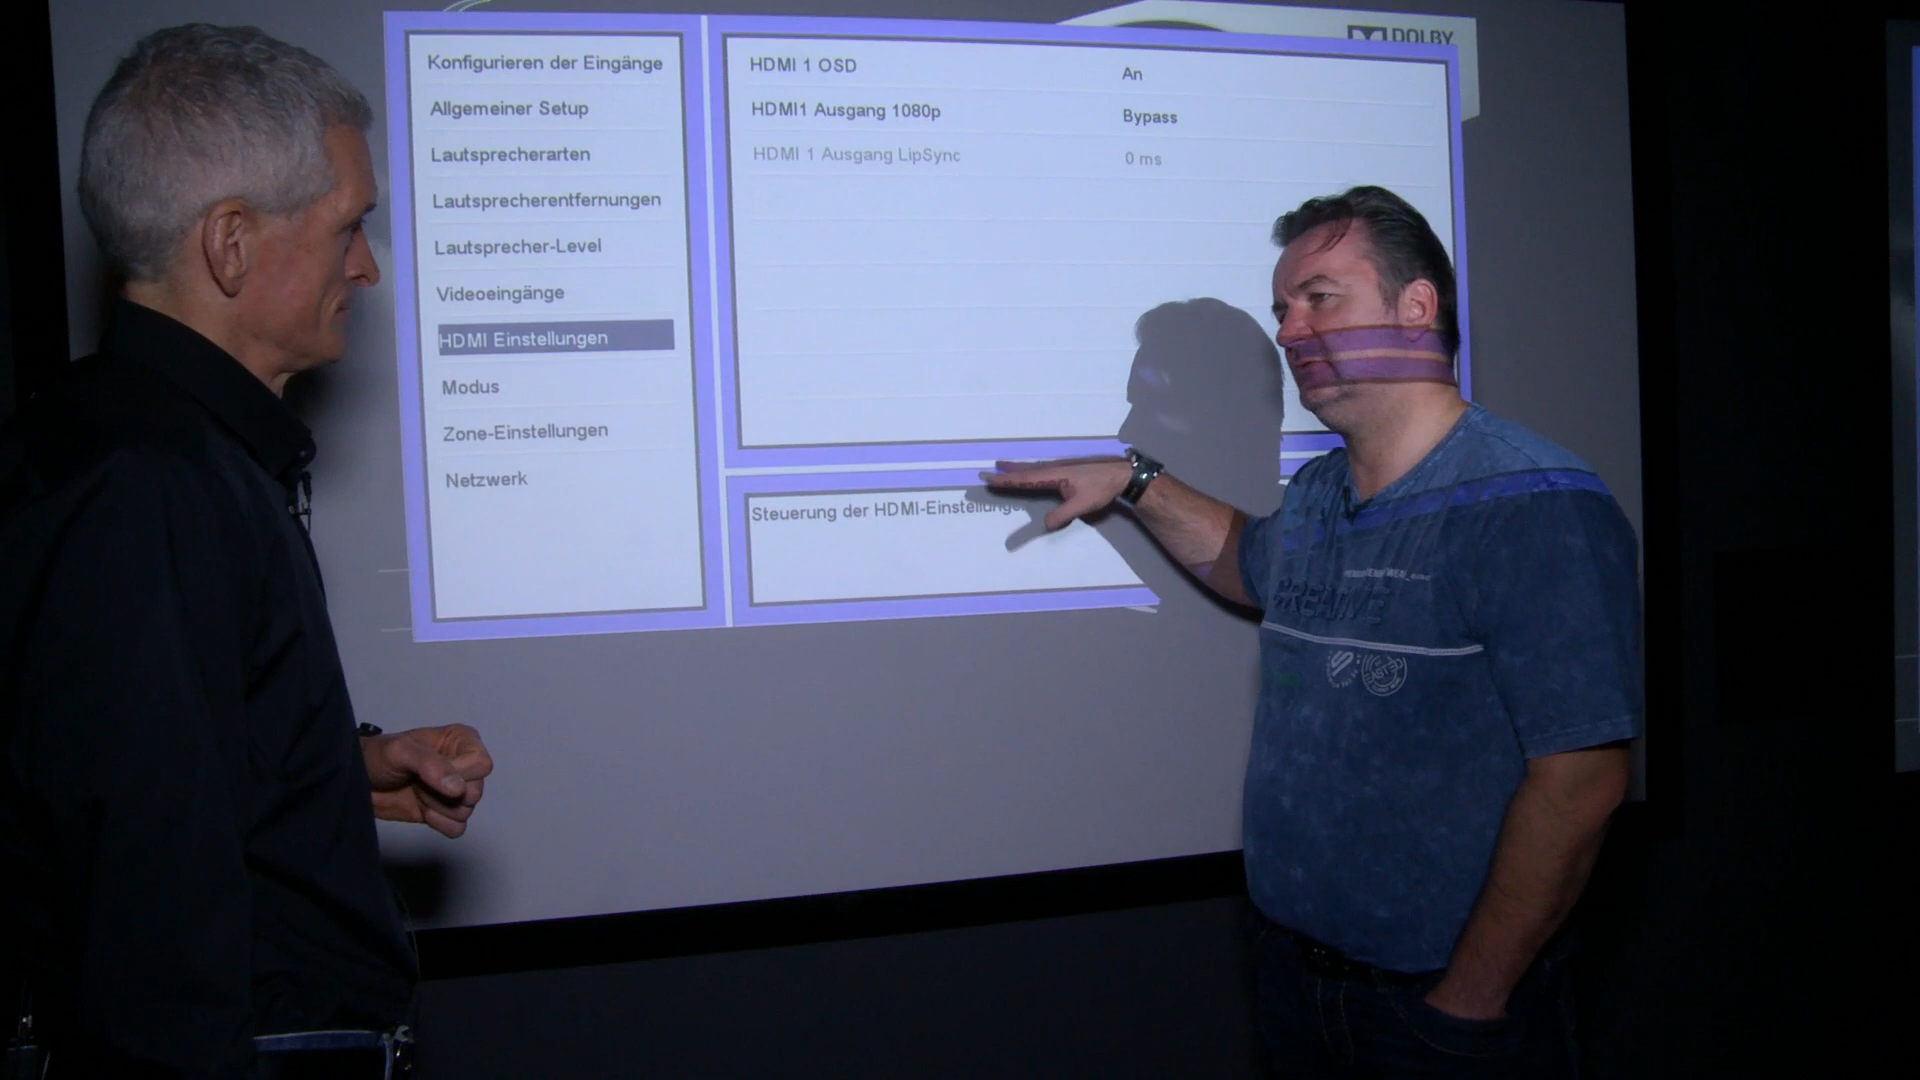 DOLBY
Konfigurieren der Eingänge
Allgemeiner Setup
Lautsprecherarten
Lautsprecherentfernungen
Lautsprecher-Level
Videoeingänge
HDMI Einstellungen
Modus
Zone-Einstellungen
Netzwerk
HDMI 1 OSD An
HDMI1 Ausgang 1080p Bypass
HDMI 1 Ausgang LipSync 0 ms
Steuerung der HDMI-Einstellungen
CREATIVE